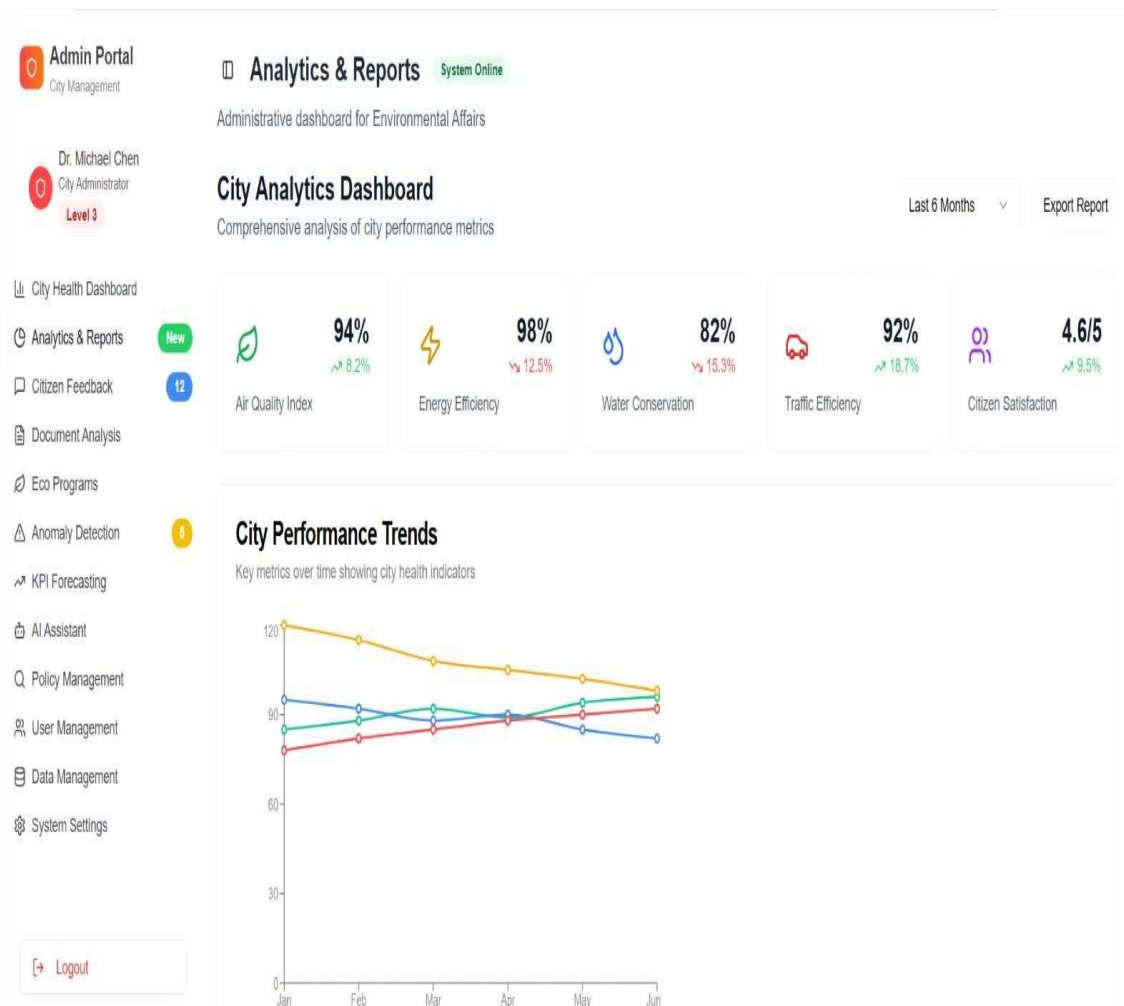 Admin Portal
City Management
Dr. Michael Chen
City Administrator
Level 3
City Health Dashboard
Analytics & Reports New
Citizen Feedback 12
Document Analysis
Eco Programs
Anomaly Detection 5
KPI Forecasting
AI Assistant
Policy Management
User Management
Data Management
System Settings
Logout
Analytics & Reports System Online
Administrative dashboard for Environmental Affairs
City Analytics Dashboard
Comprehensive analysis of city performance metrics
Last 6 Months Export Report
94%
8.2%
Air Quality Index
98%
12.5%
Energy Efficiency
82%
15.3%
Water Conservation
92%
18.7%
Traffic Efficiency
4.6/5
9.5%
Citizen Satisfaction
City Performance Trends
Key metrics over time showing city health indicators
120
90
60
30
0
Jan Feb Mar Apr May Jun